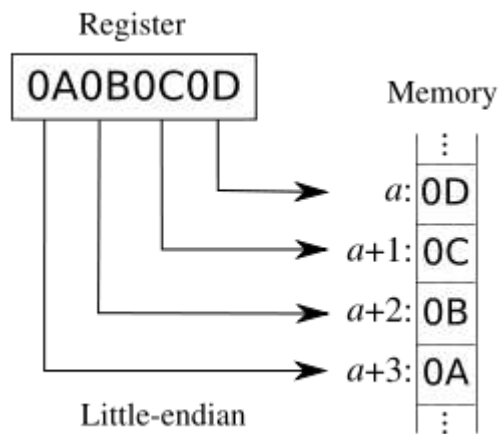 Register
0A0B0C0D
Memory
⋮
a: 0D
a+1: 0C
a+2: 0B
a+3: 0A
⋮
Little-endian